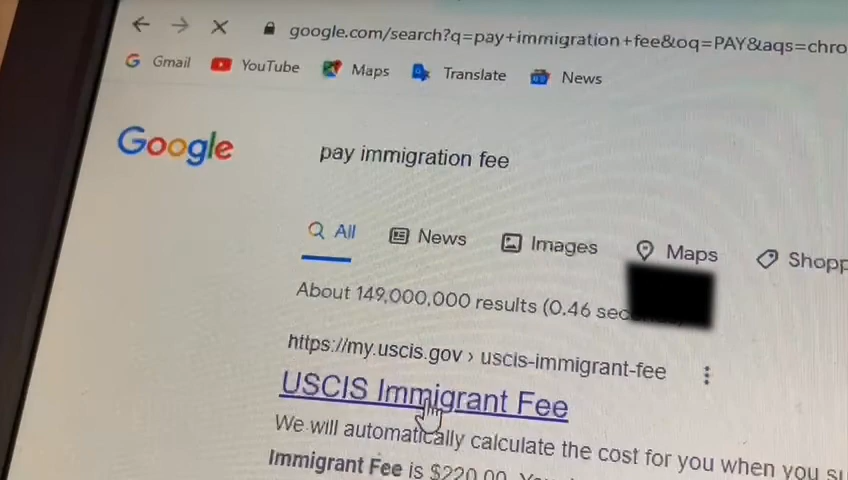 google.com/search?q=pay+immigration+fee&oq=PAY&aqs=chro
Gmail YouTube Maps Translate News
Google pay immigration fee
All News Images Maps Shopp
About 149,000,000 results (0.46 sec
https://my.uscis.gov › uscis-immigrant-fee
USCIS Immigrant Fee
We will automatically calculate the cost for you when you su
Immigrant Fee is $220.00.